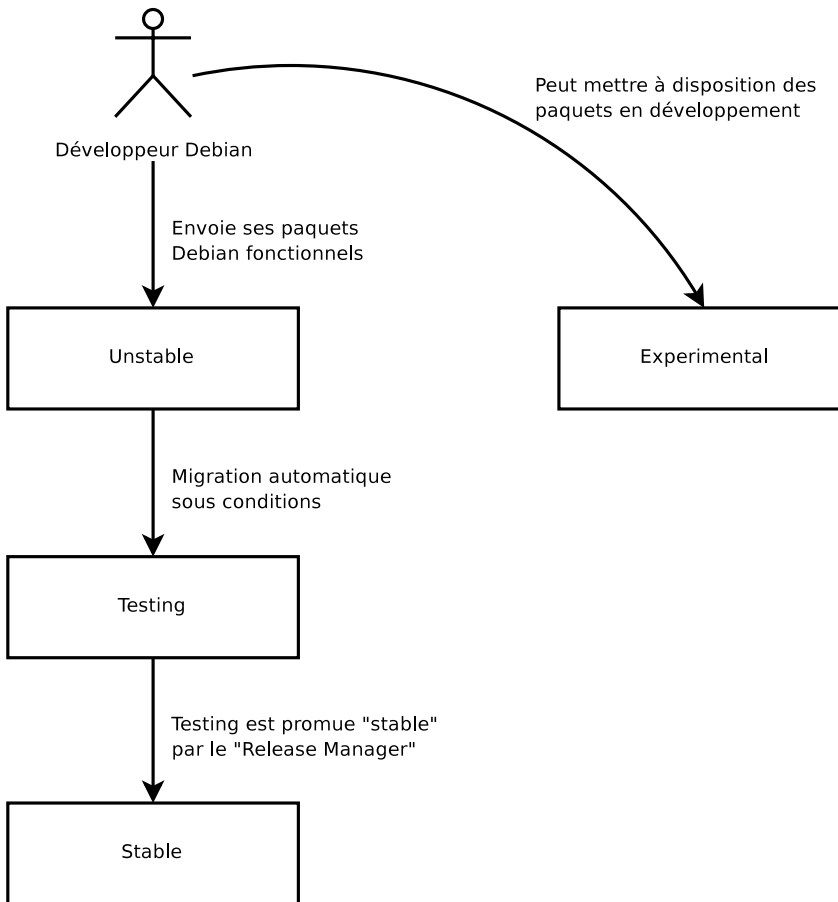 Peut mettre à disposition des
paquets en développement
Développeur Debian
Envoie ses paquets
Debian fonctionnels
Unstable
Experimental
Migration automatique
sous conditions
Testing
Testing est promue "stable"
par le "Release Manager"
Stable